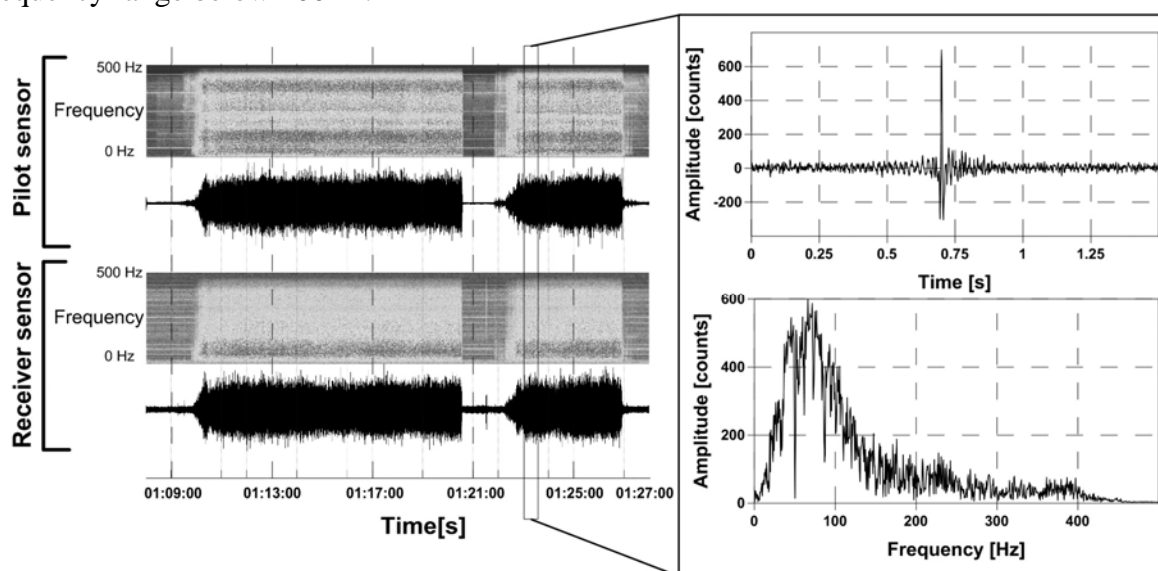 range below
Pilot sensor
500 Hz
Frequency
0 Hz
Receiver sensor
500 Hz
Frequency
0 Hz
01:09:00 01:13:00 01:17:00 01:21:00 01:25:00 01:27:00
Time[s]
Amplitude [counts]
600
400
200
0
-200
0 0.25 0.5 0.75 1 1.25
Time [s]
Amplitude [counts]
600
400
200
0
0 100 200 300 400
Frequency [Hz]